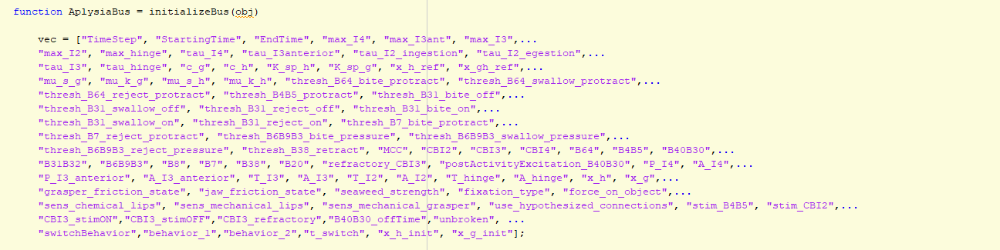 function AplysiaBus = initializeBus(obj)
vec = ["TimeStep", "StartingTime", "EndTime", "max_I4", "max_I3ant", "max_I3",...
"max_I2", "max_hinge", "tau_I4", "tau_I3anterior", "tau_I2_ingestion", "tau_I2_egestion",...
"tau_I3", "tau_hinge", "c_g", "c_h", "K_sp_h", "K_sp_g", "x_h_ref", "x_gh_ref",...
"mu_s_g", "mu_k_g", "mu_s_h", "mu_k_h", "thresh_B64_bite_protract", "thresh_B64_swallow_protract",...
"thresh_B64_reject_protract", "thresh_B4B5_protract", "thresh_B31_bite_off",...
"thresh_B31_swallow_off", "thresh_B31_reject_off", "thresh_B31_bite_on",...
"thresh_B31_swallow_on", "thresh_B31_reject_on", "thresh_B7_bite_protract",...
"thresh_B7_reject_protract", "thresh_B6B9B3_bite_pressure", "thresh_B6B9B3_swallow_pressure",...
"thresh_B6B9B3_reject_pressure", "thresh_B38_retract", "MCC", "CBI2", "CBI3", "CBI4", "B64", "B4B5", "B40B30",...
"B31B32", "B6B9B3", "B8", "B7", "B38", "B20", "refractory_CBI3", "postActivityExcitation_B40B30", "P_I4", "A_I4",...
"P_I3_anterior", "A_I3_anterior", "T_I3", "A_I3", "T_I2", "A_I2", "T_hinge", "A_hinge", "x_h", "x_g",...
"grasper_friction_state", "jaw_friction_state", "seaweed_strength", "fixation_type", "force_on_object",...
"sens_chemical_lips", "sens_mechanical_lips", "sens_mechanical_grasper", "use_hypothesized_connections", "stim_B4B5", "stim_CBI2",...
"CBI3_stimON","CBI3_stimOFF","CBI3_refractory","B40B30_offTime","unbroken", ...
"switchBehavior","behavior_1","behavior_2","t_switch", "x_h_init", "x_g_init"];